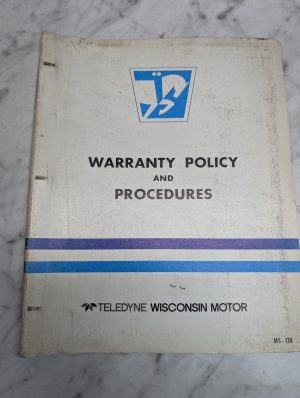 WARRANTY POLICY
AND
PROCEDURES
TELEDYNE WISCONSIN MOTOR
MS-178